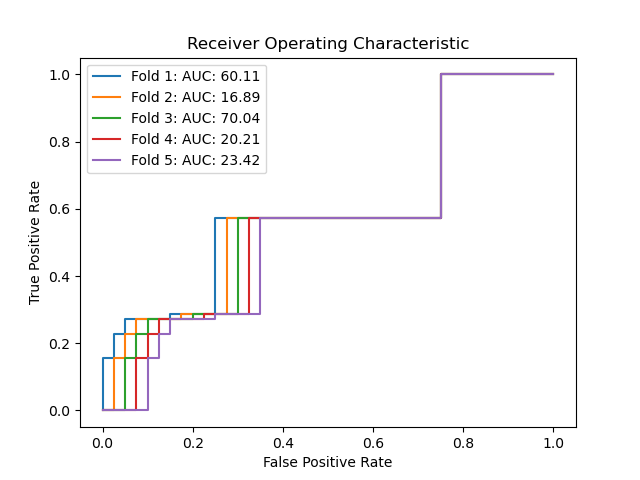 Receiver Operating Characteristic
Fold 1: AUC: 60.11
Fold 2: AUC: 16.89
Fold 3: AUC: 70.04
Fold 4: AUC: 20.21
Fold 5: AUC: 23.42
1.0
0.8
0.6
0.4
0.2
0.0
True Positive Rate
0.0 0.2 0.4 0.6 0.8 1.0
False Positive Rate